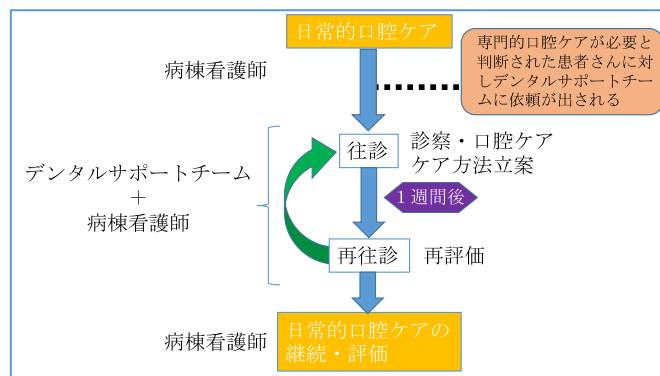 日常的口腔ケア
病棟看護師
専門的口腔ケアが必要と
判断された患者さんに対
しデンタルサポートチーム
に依頼が出される
往診
診察・口腔ケア
ケア方法立案
デンタルサポートチーム
＋
病棟看護師
１週間後
再往診
再評価
病棟看護師
日常的口腔ケアの
継続・評価